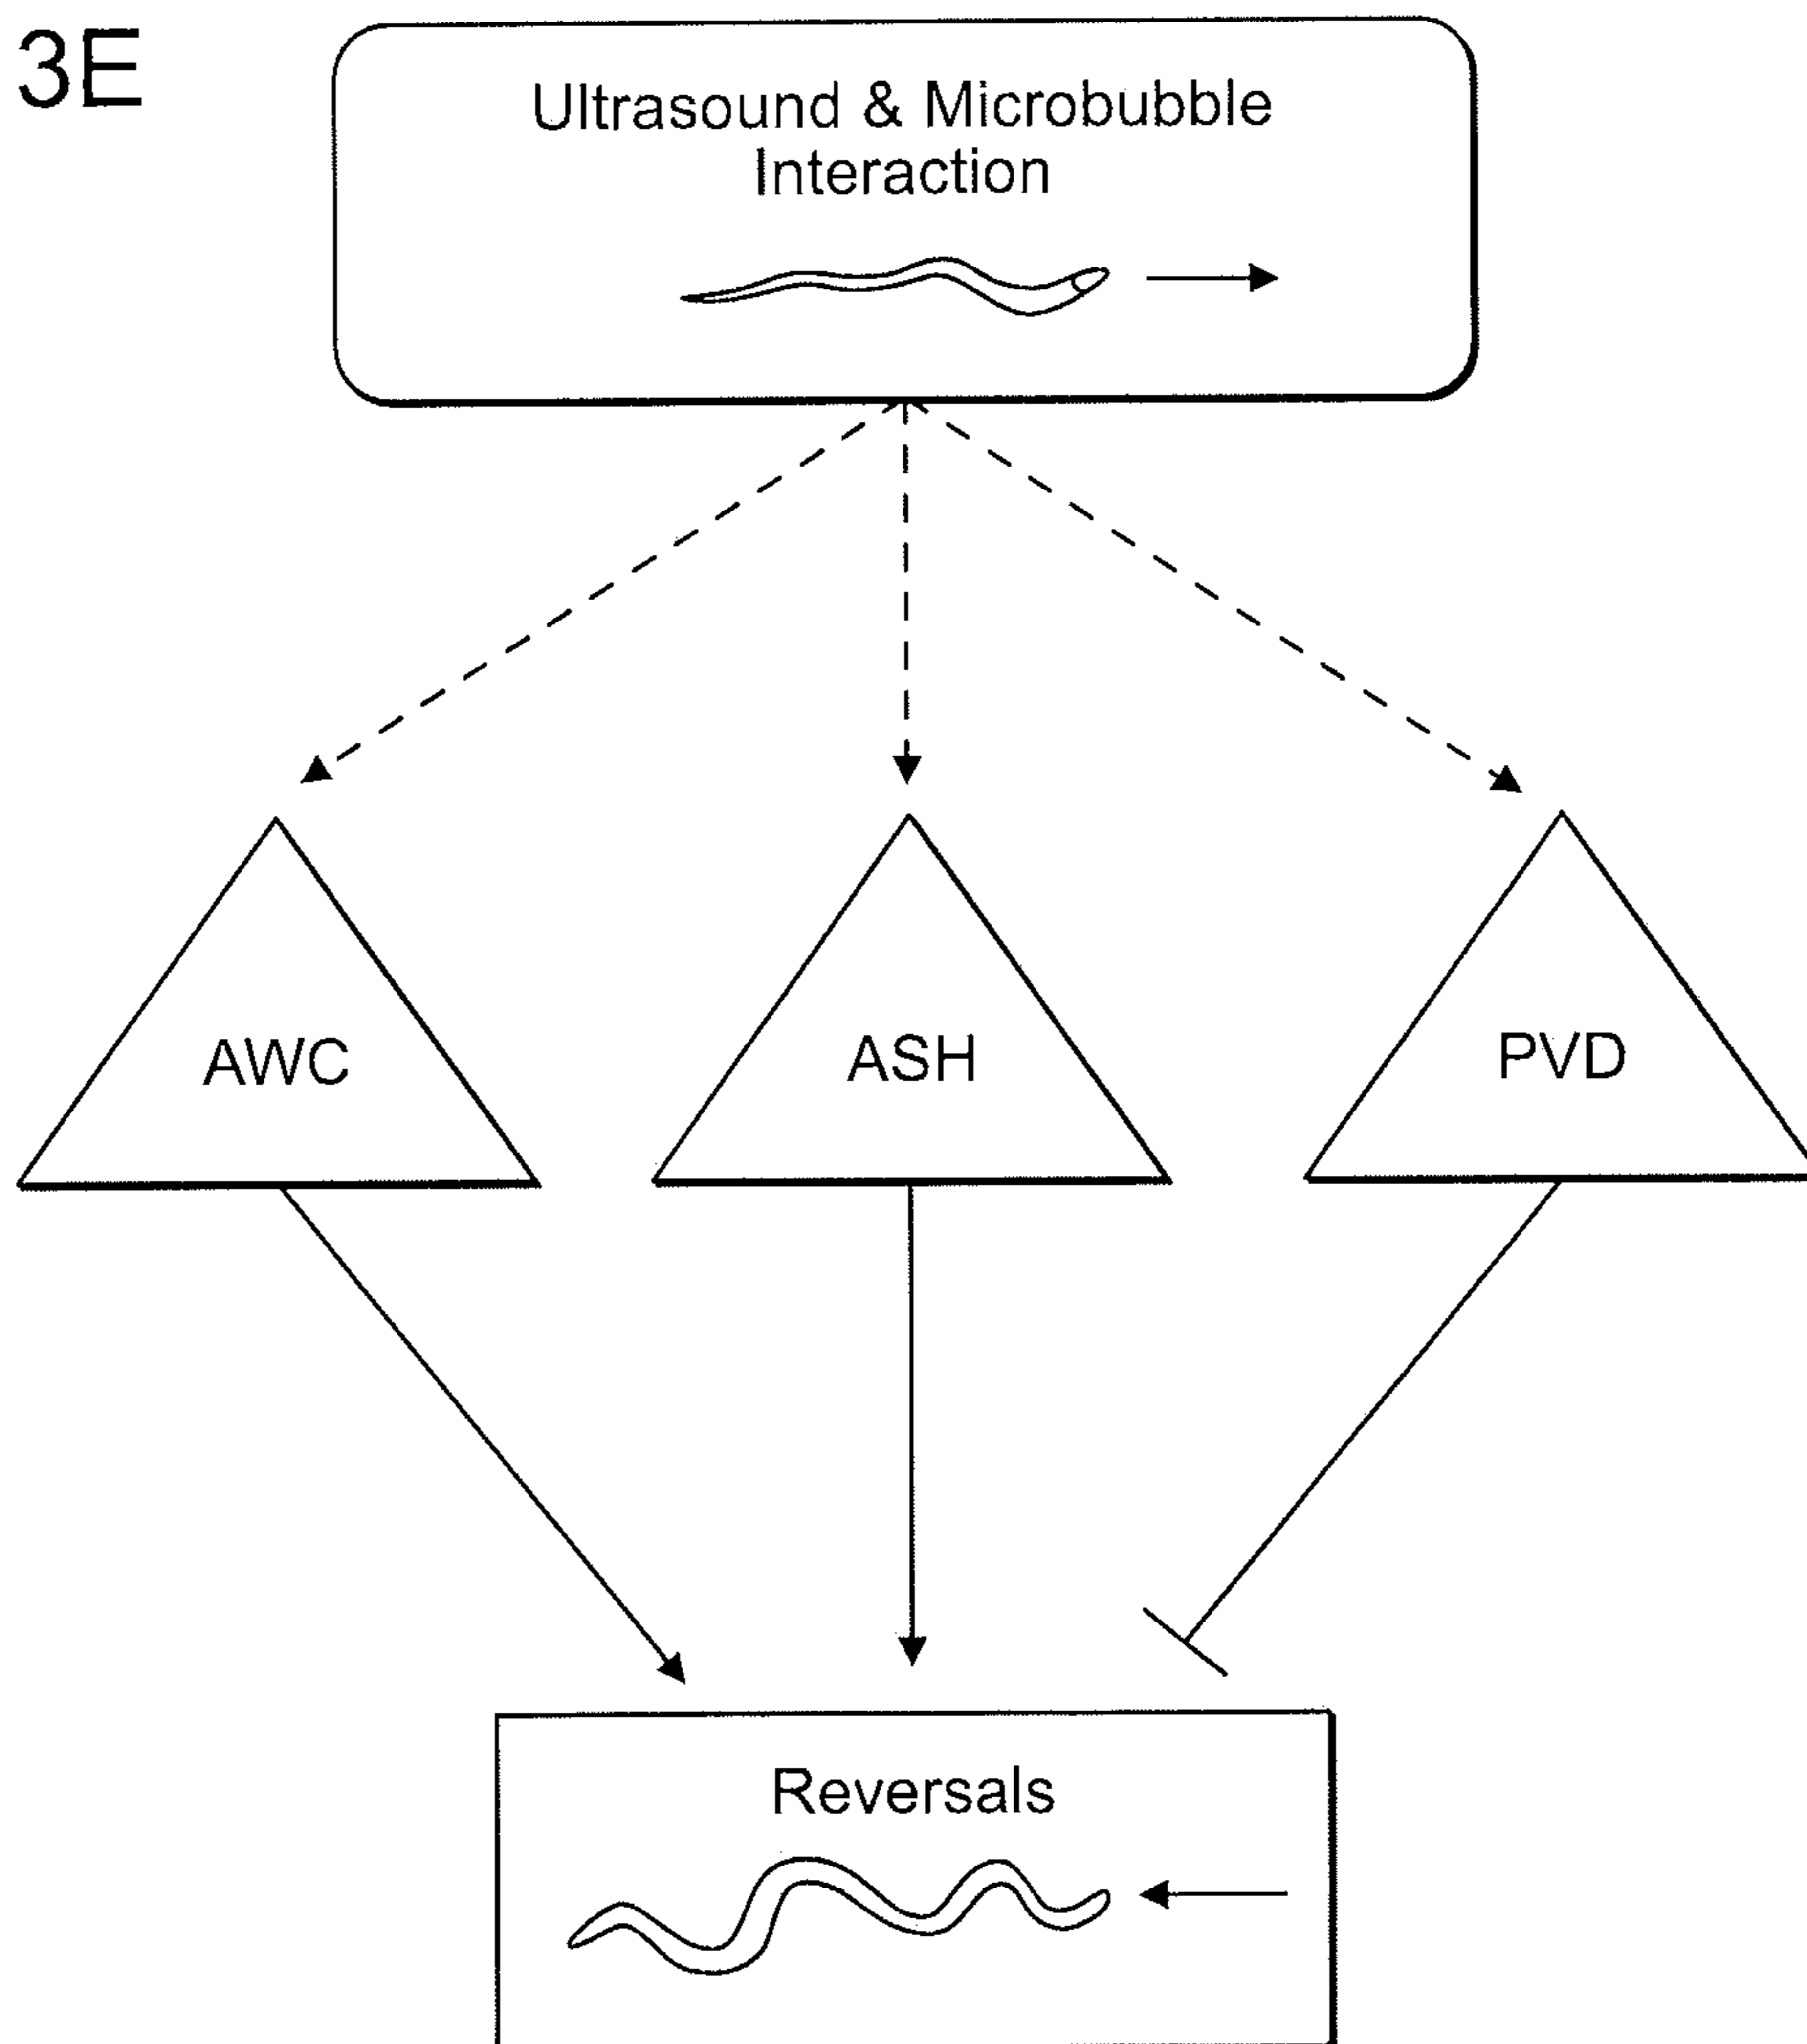 3E
Ultrasound & Microbubble
Interaction
AWC
ASH
PVD
Reversals